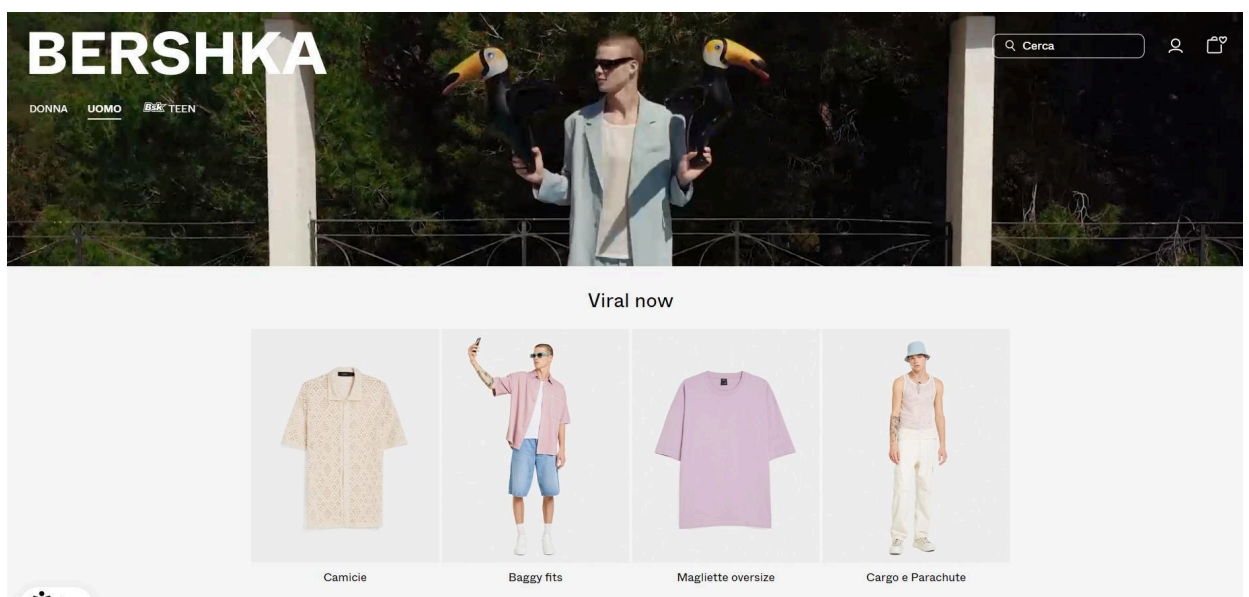 BERSHKA
Cerca
DONNA UOMO Bsk TEEN
Viral now
Camicie Baggy fits Magliette oversize Cargo e Parachute